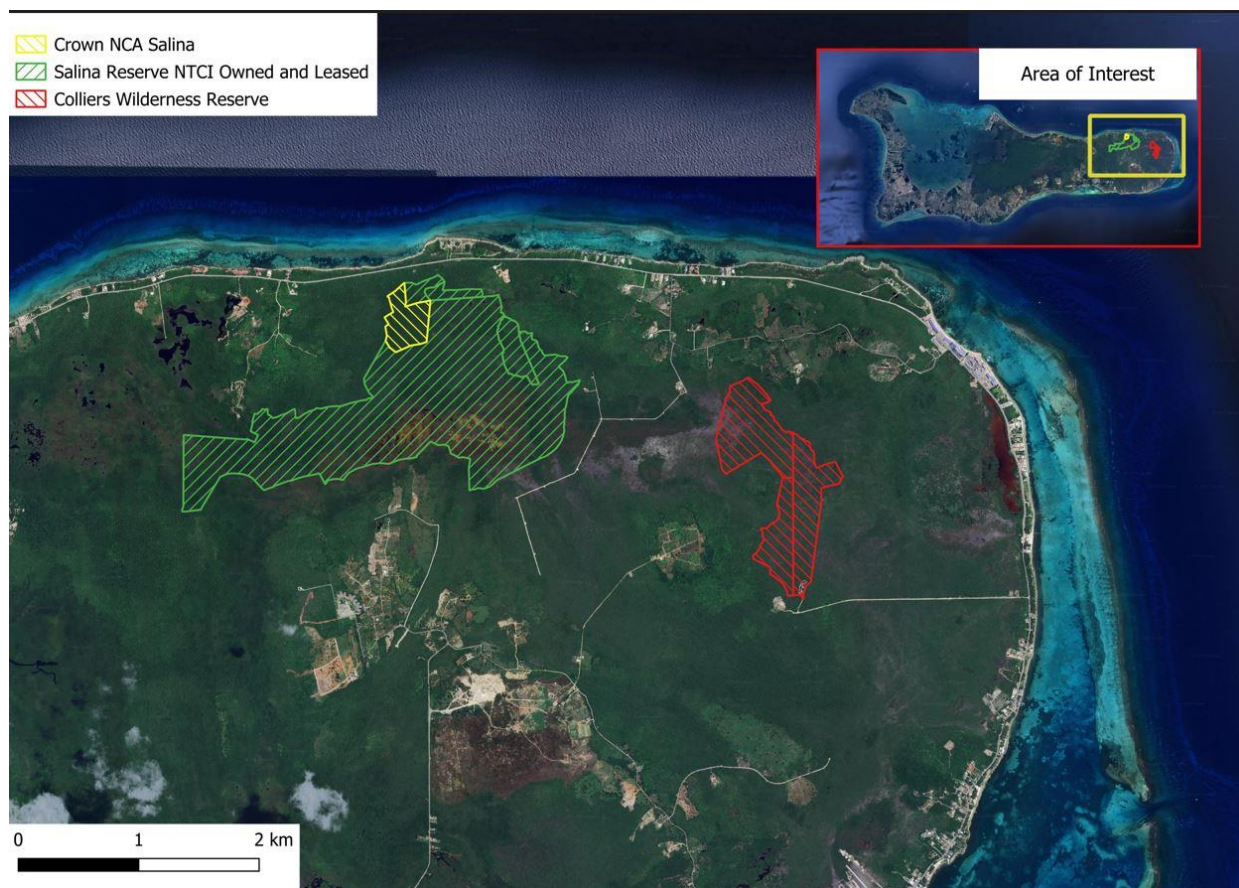 Crown NCA Salina
Salina Reserve NTCI Owned and Leased
Colliers Wilderness Reserve
Area of Interest
0 1 2 km